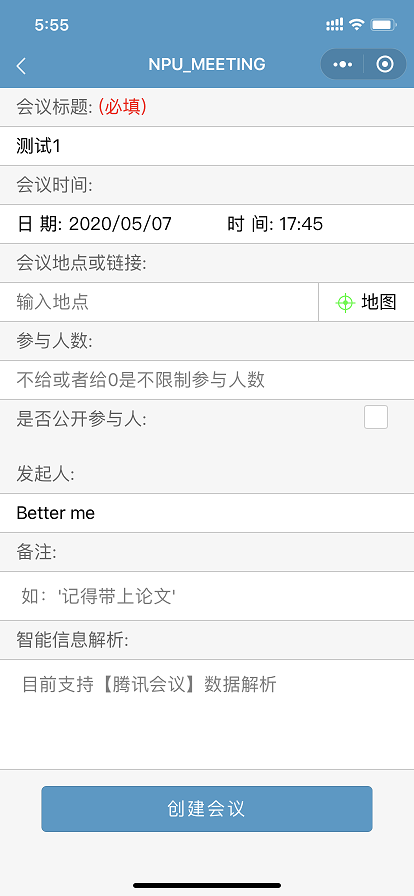 5:55
NPU_MEETING
会议标题: (必填)
测试1
会议时间:
日 期: 2020/05/07 时 间: 17:45
会议地点或链接:
输入地点 地图
参与人数:
不给或者给0是不限制参与人数
是否公开参与人:
发起人:
Better me
备注:
如：'记得带上论文'
智能信息解析:
目前支持【腾讯会议】数据解析
创建会议